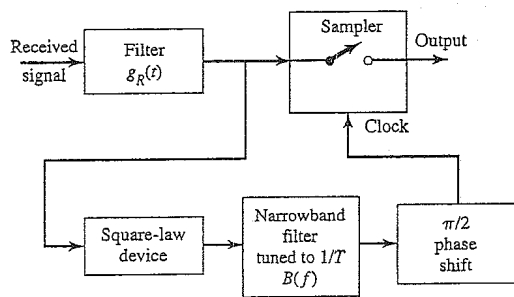 Received
signal
Filter
g_R(t)
Sampler
Output
Clock
Square-law
device
Narrowband
filter
tuned to 1/T
B(f)
π/2
phase
shift